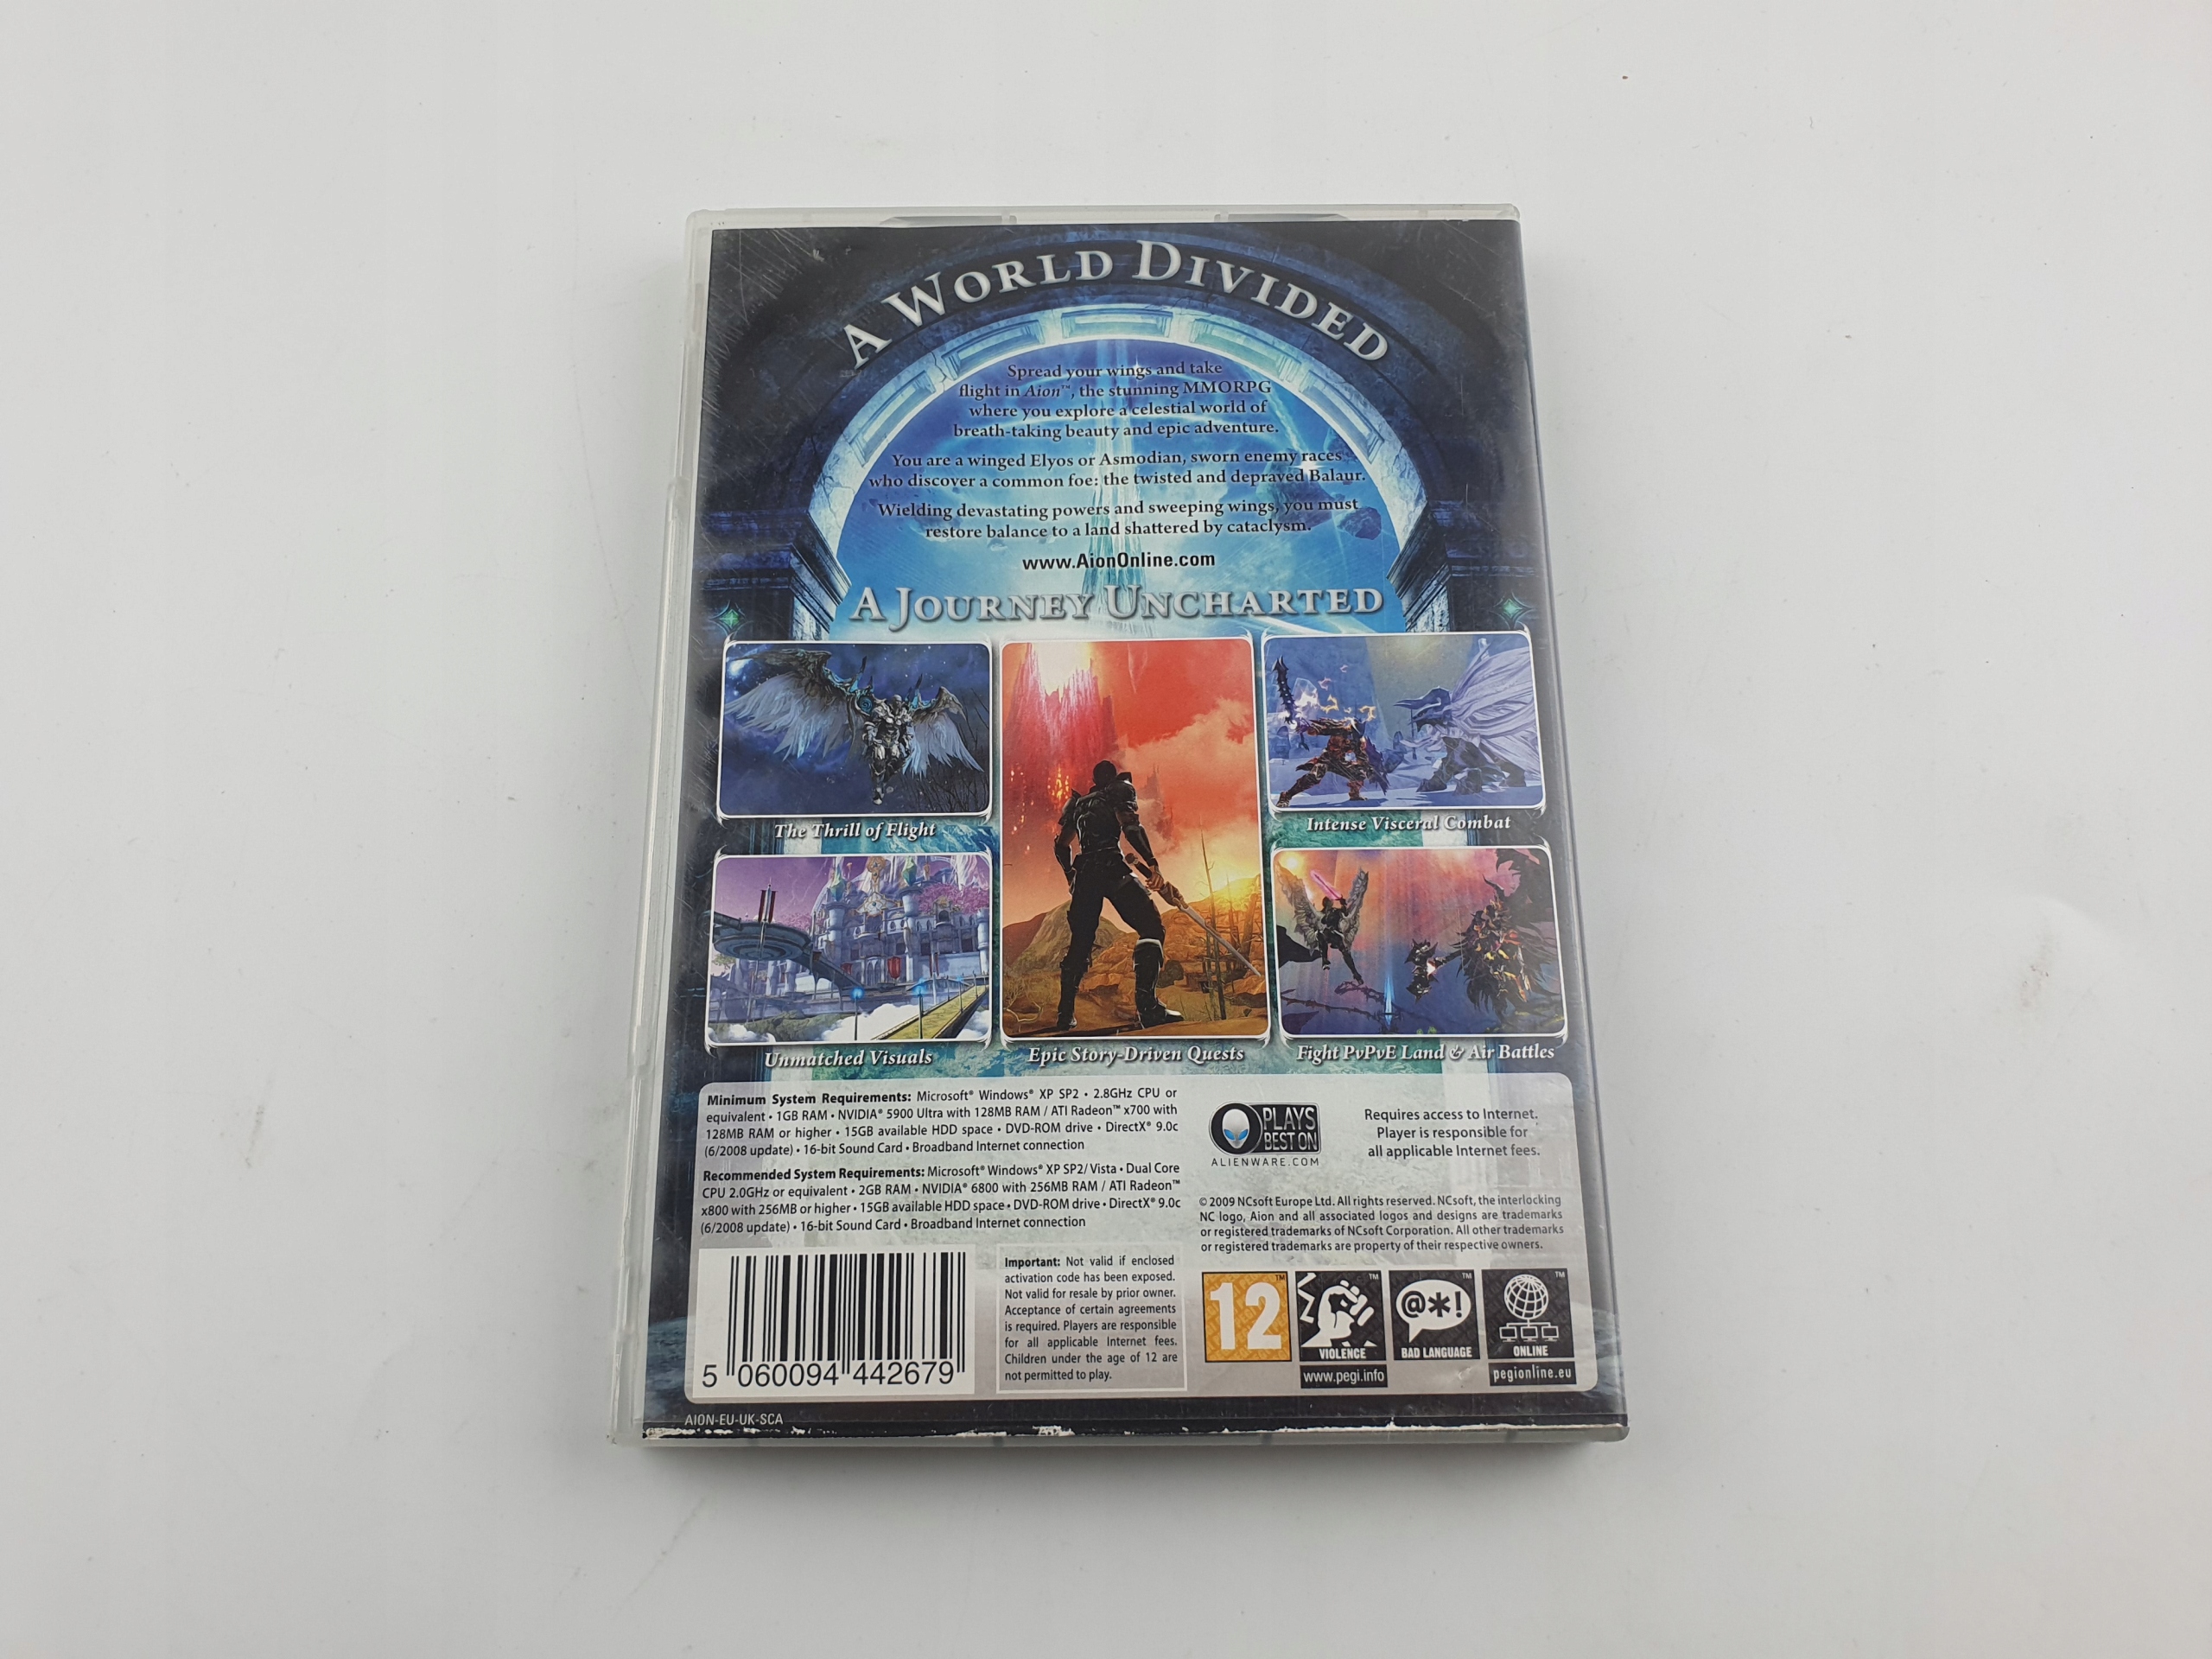 A WORLD DIVIDED
Spread your wings and take
flight in Aion™, the stunning MMORPG
where you explore a celestial world of
breath-taking beauty and epic adventure.
You are a winged Elyos or Asmodian, sworn enemy races
who discover a common foe: the twisted and depraved Balaur.
Wielding devastating powers and sweeping wings, you must
restore balance to a land shattered by cataclysm.
www.AionOnline.com
A JOURNEY UNCHARTED
The Thrill of Flight
Intense Visceral Combat
Unmatched Visuals
Epic Story-Driven Quests
Fight PvPvE Land & Air Battles
Minimum System Requirements: Microsoft® Windows® XP SP2 • 2.8GHz CPU or
equivalent • 1GB RAM • NVIDIA® 5900 Ultra with 128MB RAM / ATI Radeon™ x700 with
128MB RAM or higher • 15GB available HDD space • DVD-ROM drive • DirectX® 9.0c
(6/2008 update) • 16-bit Sound Card • Broadband Internet connection
Recommended System Requirements: Microsoft® Windows® XP SP2/ Vista • Dual Core
CPU 2.0GHz or equivalent • 2GB RAM • NVIDIA® 6800 with 256MB RAM / ATI Radeon™
x800 with 256MB or higher • 15GB available HDD space • DVD-ROM drive • DirectX® 9.0c
(6/2008 update) • 16-bit Sound Card • Broadband Internet connection
PLAYS
BEST ON
ALIENWARE.COM
Requires access to Internet.
Player is responsible for
all applicable Internet fees.
© 2009 NCsoft Europe Ltd. All rights reserved. NCsoft, the interlocking
NC logo, Aion and all associated logos and designs are trademarks
or registered trademarks of NCsoft Corporation. All other trademarks
or registered trademarks are property of their respective owners.
5 060094 442679
Important: Not valid if enclosed
activation code has been exposed.
Not valid for resale by prior owner.
Acceptance of certain agreements
is required. Players are responsible
for all applicable Internet fees.
Children under the age of 12 are
not permitted to play.
12™
™
VIOLENCE
www.pegi.info
™
@*!
BAD LANGUAGE
™
ONLINE
pegionline.eu
AION-EU-UK-SCA